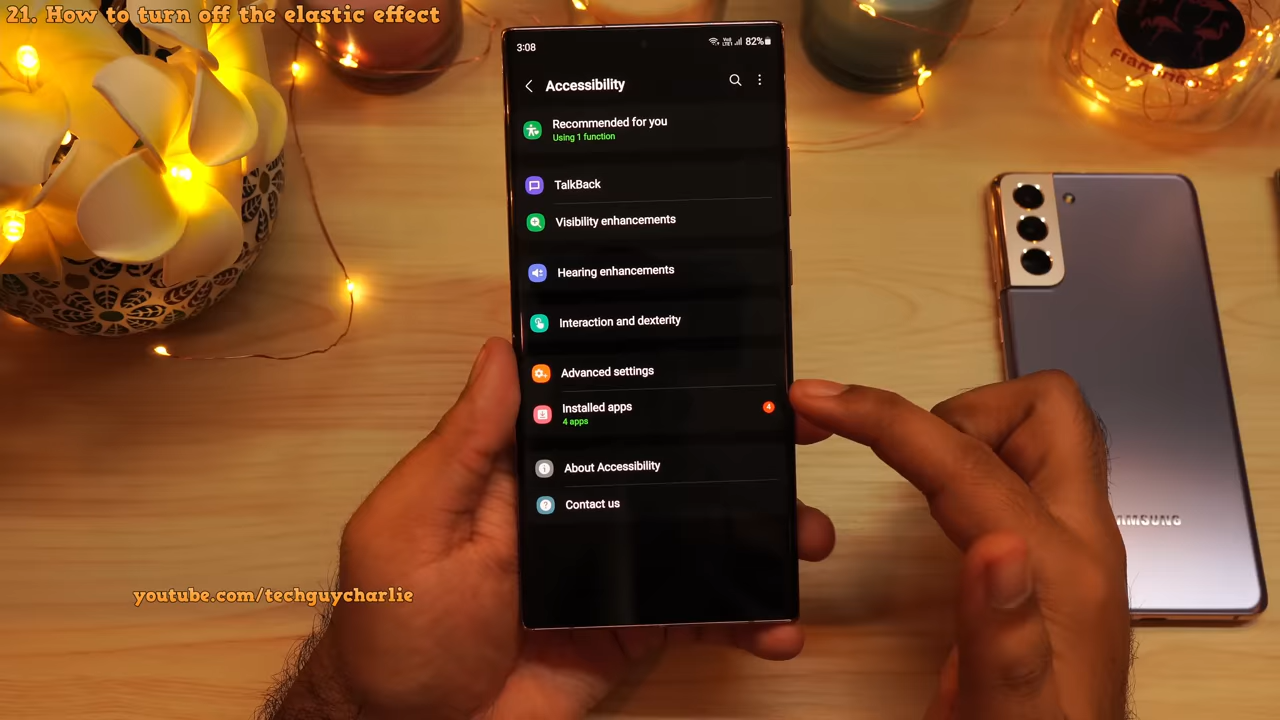 21. How to turn off the elastic effect
3:08
82%
Accessibility
Recommended for you
Using 1 function
TalkBack
Visibility enhancements
Hearing enhancements
Interaction and dexterity
Advanced settings
Installed apps
4
4 apps
About Accessibility
Contact us
youtube.com/techguycharlie